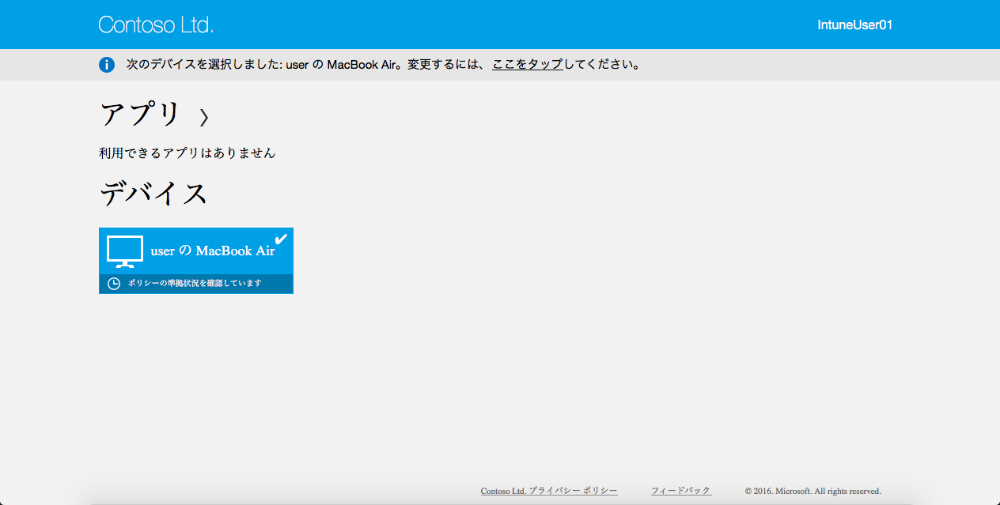 Contoso Ltd.
IntuneUser01
次のデバイスを選択しました: user の MacBook Air。変更するには、ここをタップしてください。
アプリ 〉
利用できるアプリはありません
デバイス
user の MacBook Air
ポリシーの準拠状況を確認しています
Contoso Ltd. プライバシー ポリシー
フィードバック
© 2016. Microsoft. All rights reserved.